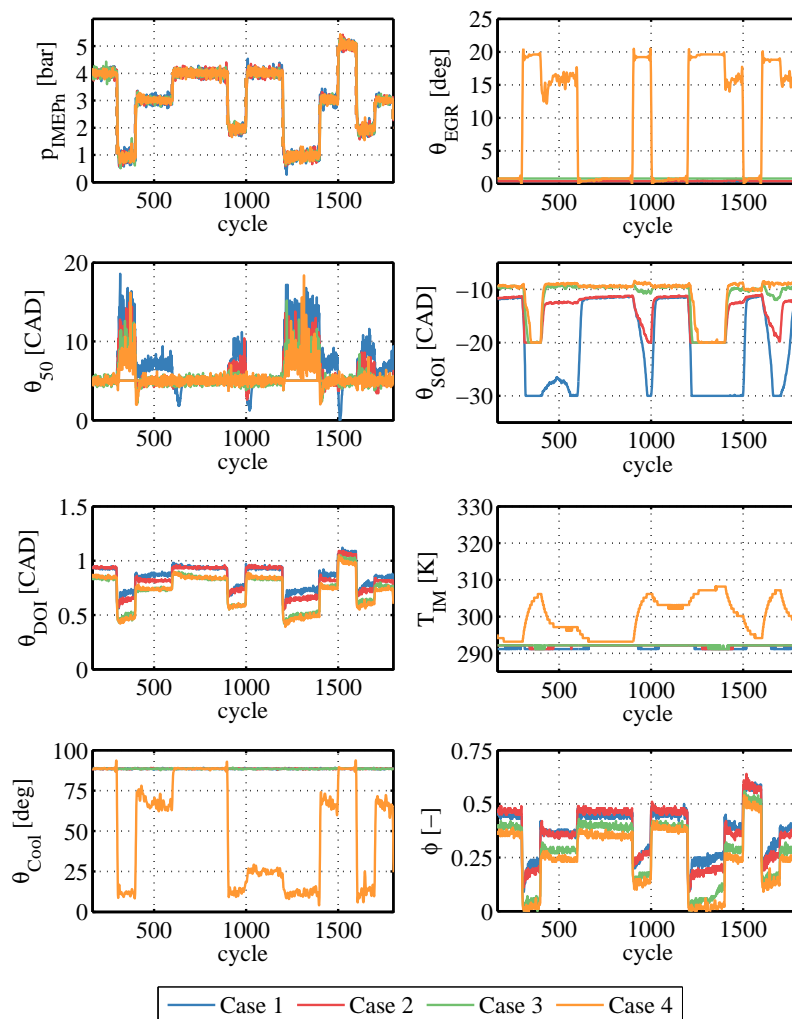 5
4
3
2
1
0
p_IMEPn [bar]
500 1000 1500
cycle
25
20
15
10
5
0
θ_EGR [deg]
500 1000 1500
cycle
20
10
0
θ_50 [CAD]
500 1000 1500
cycle
−10
−20
−30
θ_SOI [CAD]
500 1000 1500
cycle
1.5
1
0.5
0
θ_DOI [CAD]
500 1000 1500
cycle
330
320
310
300
290
T_IM [K]
500 1000 1500
cycle
100
75
50
25
0
θ_Cool [deg]
500 1000 1500
cycle
0.75
0.5
0.25
0
ϕ [−]
500 1000 1500
cycle
Case 1 Case 2 Case 3 Case 4